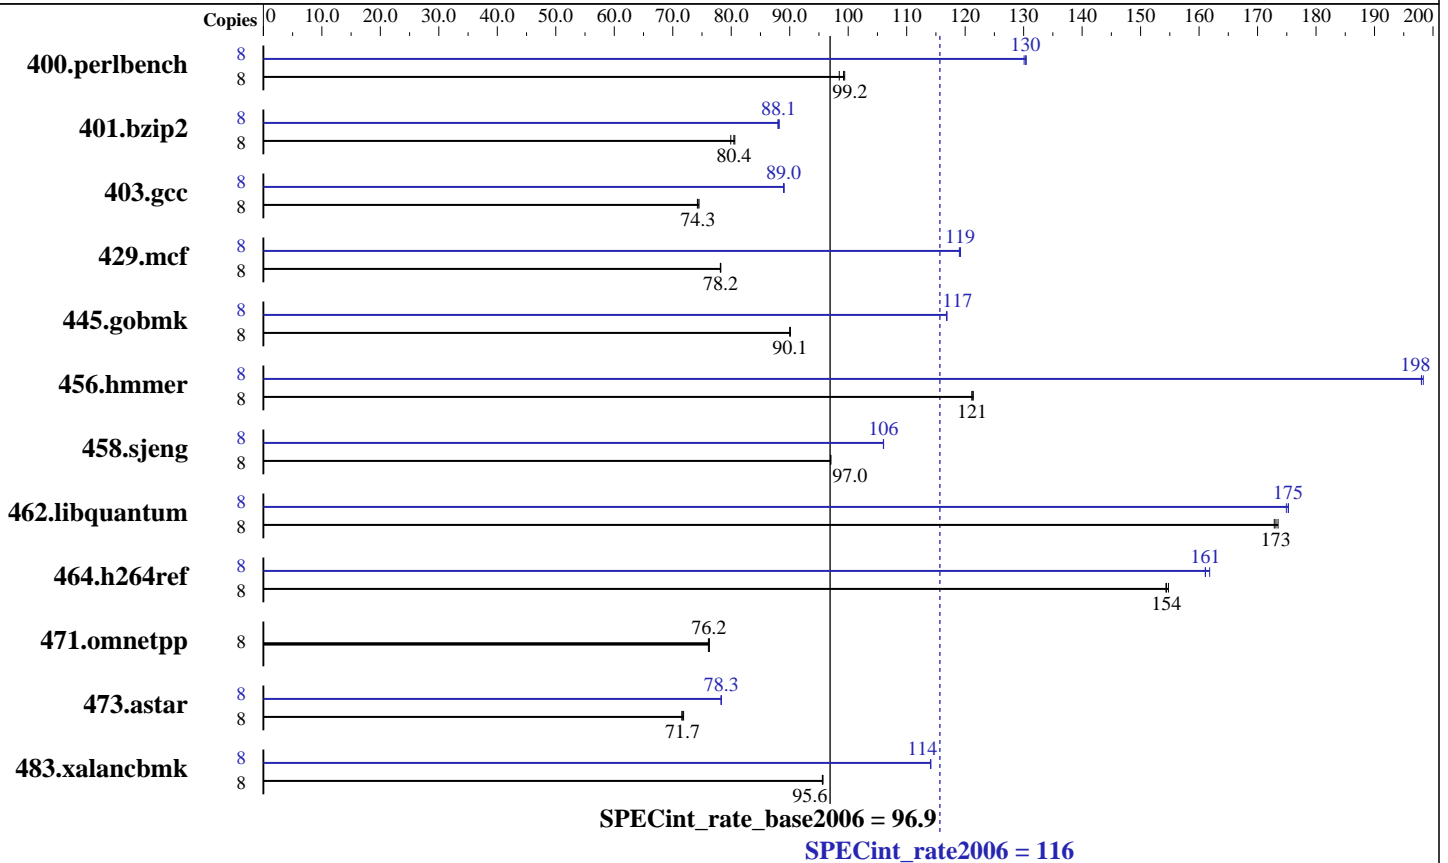 Copies 0 10.0 20.0 30.0 40.0 50.0 60.0 70.0 80.0 90.0 100 110 120 130 140 150 160 170 180 190 200
400.perlbench 8 130
8 99.2
401.bzip2 8 88.1
8 80.4
403.gcc 8 89.0
8 74.3
429.mcf 8 119
8 78.2
445.gobmk 8 117
8 90.1
456.hmmer 8 198
8 121
458.sjeng 8 106
8 97.0
462.libquantum 8 175
8 173
464.h264ref 8 161
8 154
471.omnetpp 8 76.2
473.astar 8 78.3
8 71.7
483.xalancbmk 8 114
8 95.6
SPECint_rate_base2006 = 96.9
SPECint_rate2006 = 116